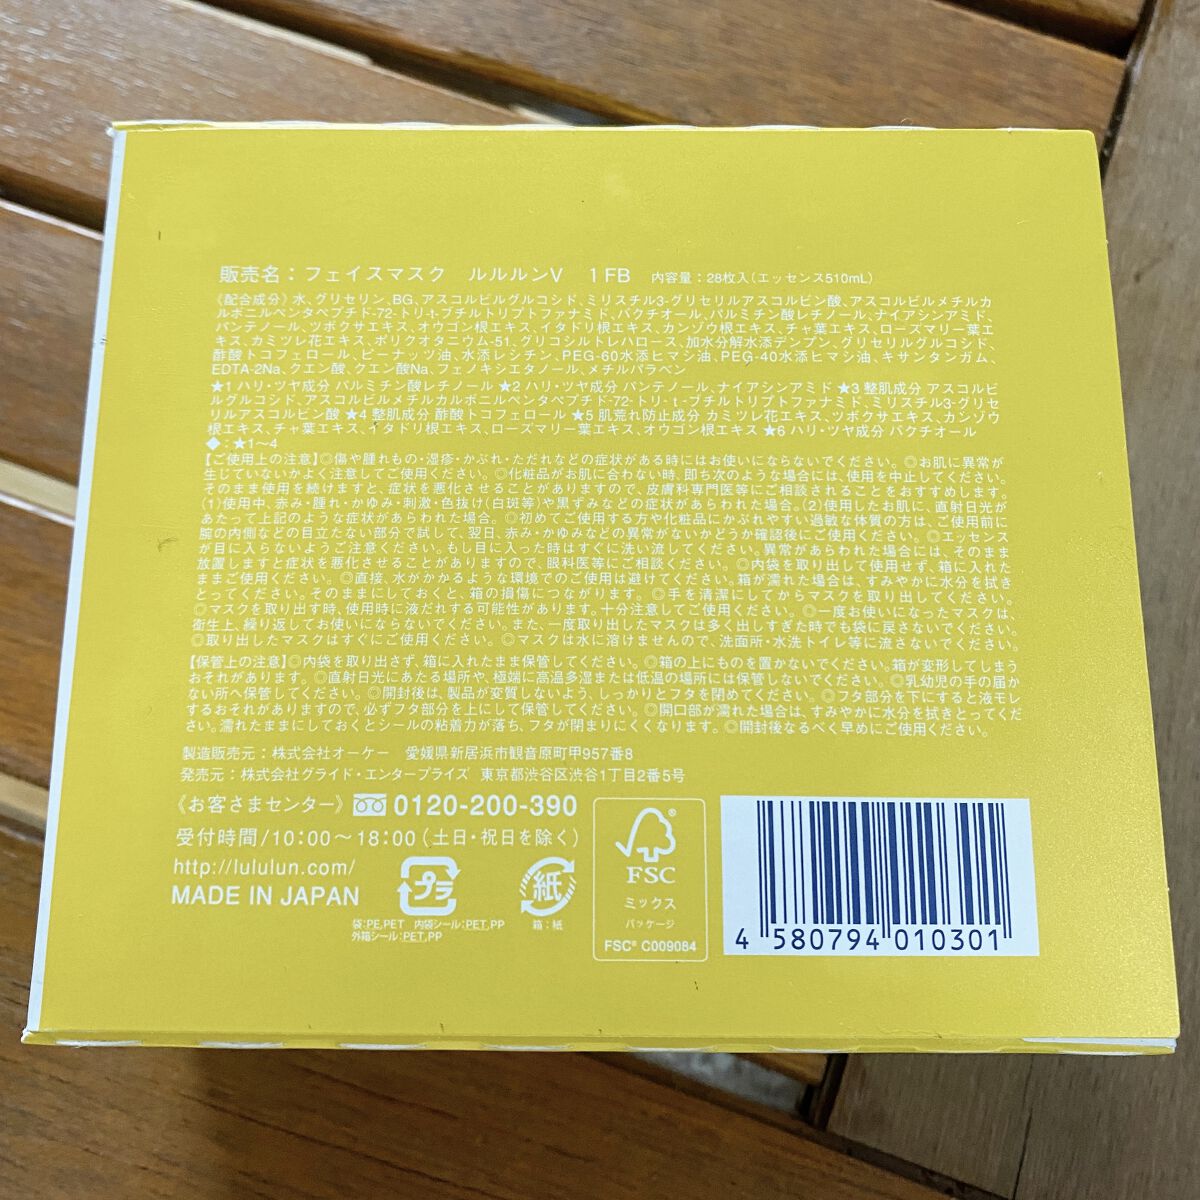 販売名：フェイスマスク　ルルルンV　1FB　内容量：28枚入（エッセンス510mL）
《配合成分》水、グリセリン、BG、アスコルビルグルコシド、ミリスチル3-グリセリルアスコルビン酸、アスコルビルメチルカ
ルボニルペンタペプチド-72-トリ-t-ブチルトリプトファナミド、バクチオール、パルミチン酸レチノール、ナイアシンアミド、
パンテノール、ツボクサエキス、オウゴン根エキス、イタドリ根エキス、カンゾウ根エキス、チャ葉エキス、ローズマリー葉エ
キス、カミツレ花エキス、ポリクオタニウム-51、グリコシルトレハロース、加水分解水添デンプン、グリセリルグルコシド、
酢酸トコフェロール、ピーナッツ油、水添レシチン、PEG-60水添ヒマシ油、PEG-40水添ヒマシ油、キサンタンガム、
EDTA-2Na、クエン酸、クエン酸Na、フェノキシエタノール、メチルパラベン
★1 ハリ・ツヤ成分 パルミチン酸レチノール ★2 ハリ・ツヤ成分 パンテノール、ナイアシンアミド ★3 整肌成分 アスコルビ
ルグルコシド、アスコルビルメチルカルボニルペンタペプチド-72-トリ-t-ブチルトリプトファナミド、ミリスチル3-グリセ
リルアスコルビン酸 ★4 整肌成分 酢酸トコフェロール ★5 肌荒れ防止成分 カミツレ花エキス、ツボクサエキス、カンゾウ
根エキス、チャ葉エキス、イタドリ根エキス、ローズマリー葉エキス、オウゴン根エキス ★6 ハリ・ツヤ成分 バクチオール
◆：★1〜4
【ご使用上の注意】◎傷や腫れもの・湿疹・かぶれ・ただれなどの症状がある時にはお使いにならないでください。◎お肌に異常が
生じていないかよく注意してご使用ください。◎化粧品がお肌に合わない時、即ち次のような場合には、使用を中止してください。
そのまま使用を続けますと、症状を悪化させることがありますので、皮膚科専門医等にご相談されることをおすすめします。
（1）使用中、赤み・腫れ・かゆみ・刺激・色抜け（白斑等）や黒ずみなどの症状があらわれた場合。（2）使用したお肌に、直射日光が
あたって上記のような症状があらわれた場合。◎初めてご使用する方や化粧品にかぶれやすい過敏な体質の方は、ご使用前に
腕の内側などの目立たない部分で試して、翌日、赤み・かゆみなどの異常がないかどうか確認後にご使用ください。◎エッセンス
が目に入らないようご注意ください。もし目に入った時はすぐに洗い流してください。異常があらわれた場合には、そのまま
放置しますと症状を悪化させることがありますので、眼科医等にご相談ください。◎内袋を取り出して使用せず、箱に入れた
ままご使用ください。◎直接、水がかかるような環境でのご使用は避けてください。箱が濡れた場合は、すみやかに水分を拭き
とってください。そのままにしておくと、箱の損傷につながります。◎手を清潔にしてからマスクを取り出してください。
◎マスクを取り出す時、使用時に液だれする可能性があります。十分注意してご使用ください。◎一度お使いになったマスクは、
衛生上、繰り返してお使いにならないでください。また、一度取り出したマスクは多く出しすぎた時でも袋に戻さないでください。
◎取り出したマスクはすぐにご使用ください。◎マスクは水に溶けませんので、洗面所・水洗トイレ等に流さないでください。
【保管上の注意】◎内袋を取り出さず、箱に入れたまま保管してください。◎箱の上にものを置かないでください。箱が変形してしまう
おそれがあります。◎直射日光にあたる場所や、極端に高温多湿または低温の場所には保管しないでください。◎乳幼児の手の届か
ない所へ保管してください。◎開封後は、製品が変質しないよう、しっかりとフタを閉めてください。◎フタ部分を下にすると液モレ
するおそれがありますので、必ずフタ部分を上にして保管してください。◎開口部が濡れた場合は、すみやかに水分を拭きとってくだ
さい。濡れたままにしておくとシールの粘着力が落ち、フタが閉まりにくくなります。◎開封後なるべく早めにご使用ください。
製造販売元：株式会社オーケー　愛媛県新居浜市観音原町甲957番8
発売元：株式会社グライド・エンタープライズ　東京都渋谷区渋谷1丁目2番5号
《お客さまセンター》 0120-200-390
受付時間/10:00〜18:00（土日・祝日を除く）
http://lululun.com/
MADE IN JAPAN
プラ
袋：PE,PET　内袋シール：PET,PP
外箱シール：PET,PP
紙
箱：紙
FSC
ミックス
パッケージ
FSC® C009084
4 580794 010301